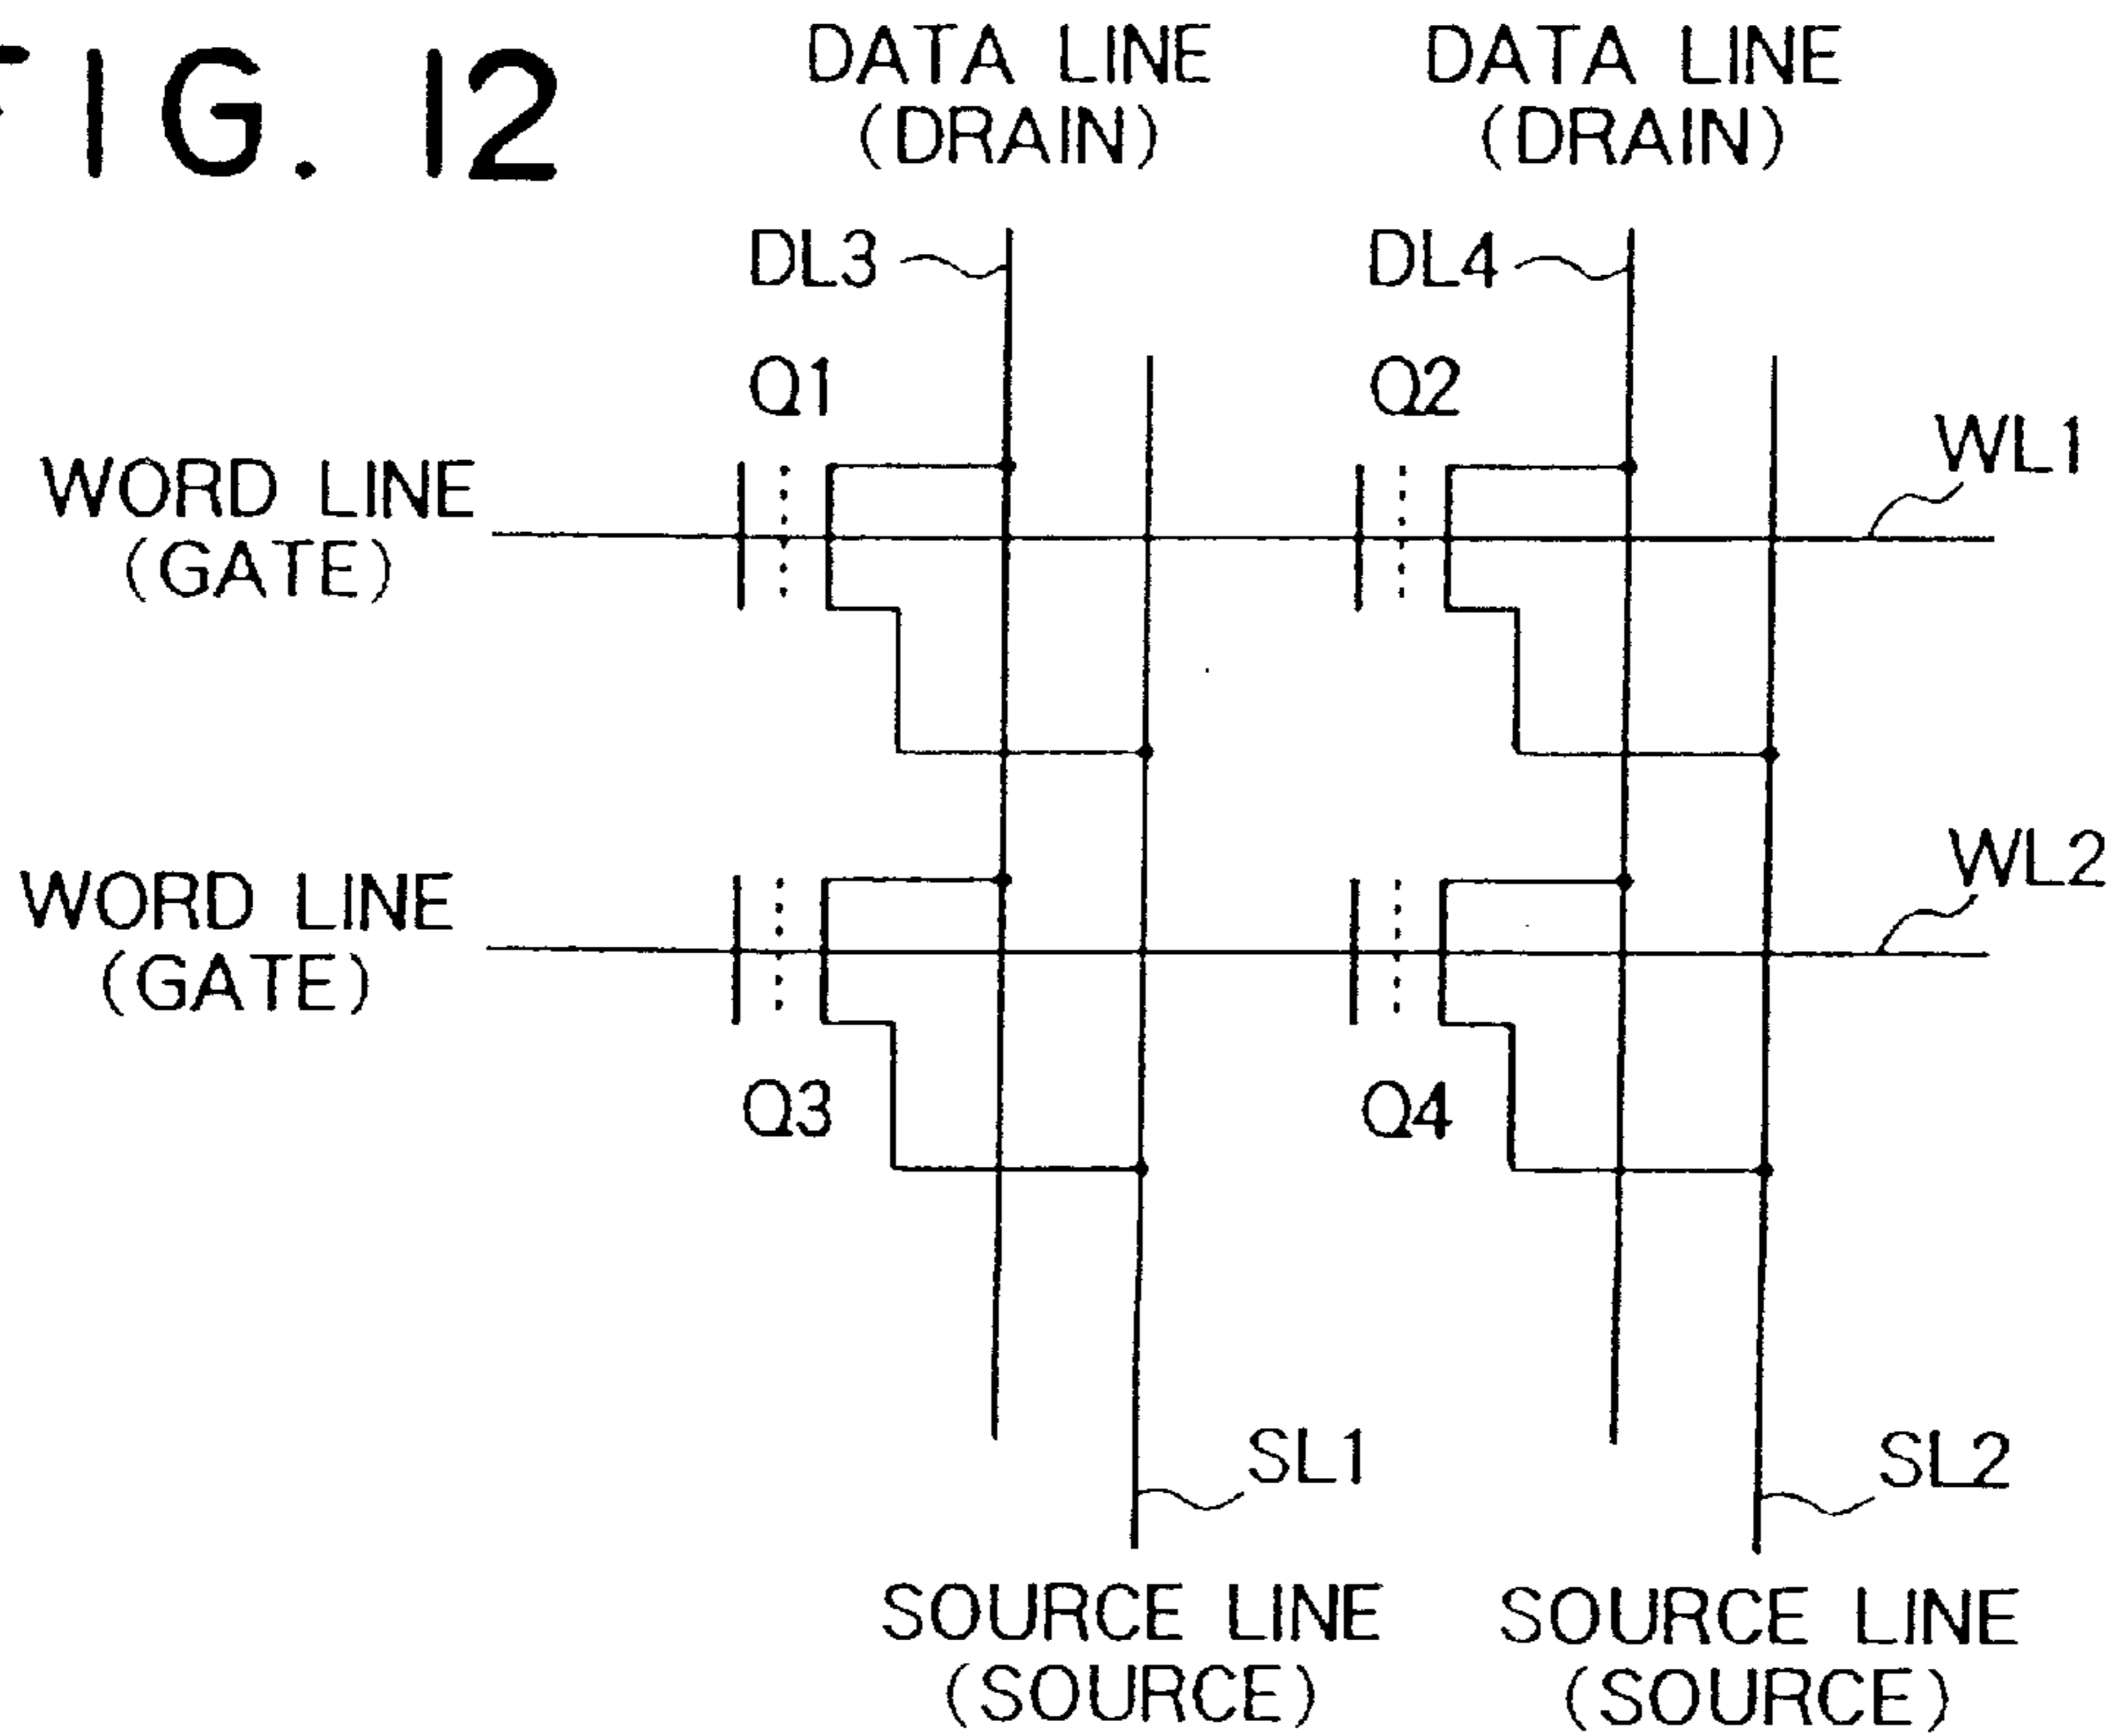 FIG. 12
DATA LINE
(DRAIN)
DATA LINE
(DRAIN)
DL3
DL4
Q1
Q2
WL1
WORD LINE
(GATE)
WL2
WORD LINE
(GATE)
Q3
Q4
SL1
SL2
SOURCE LINE
(SOURCE)
SOURCE LINE
(SOURCE)